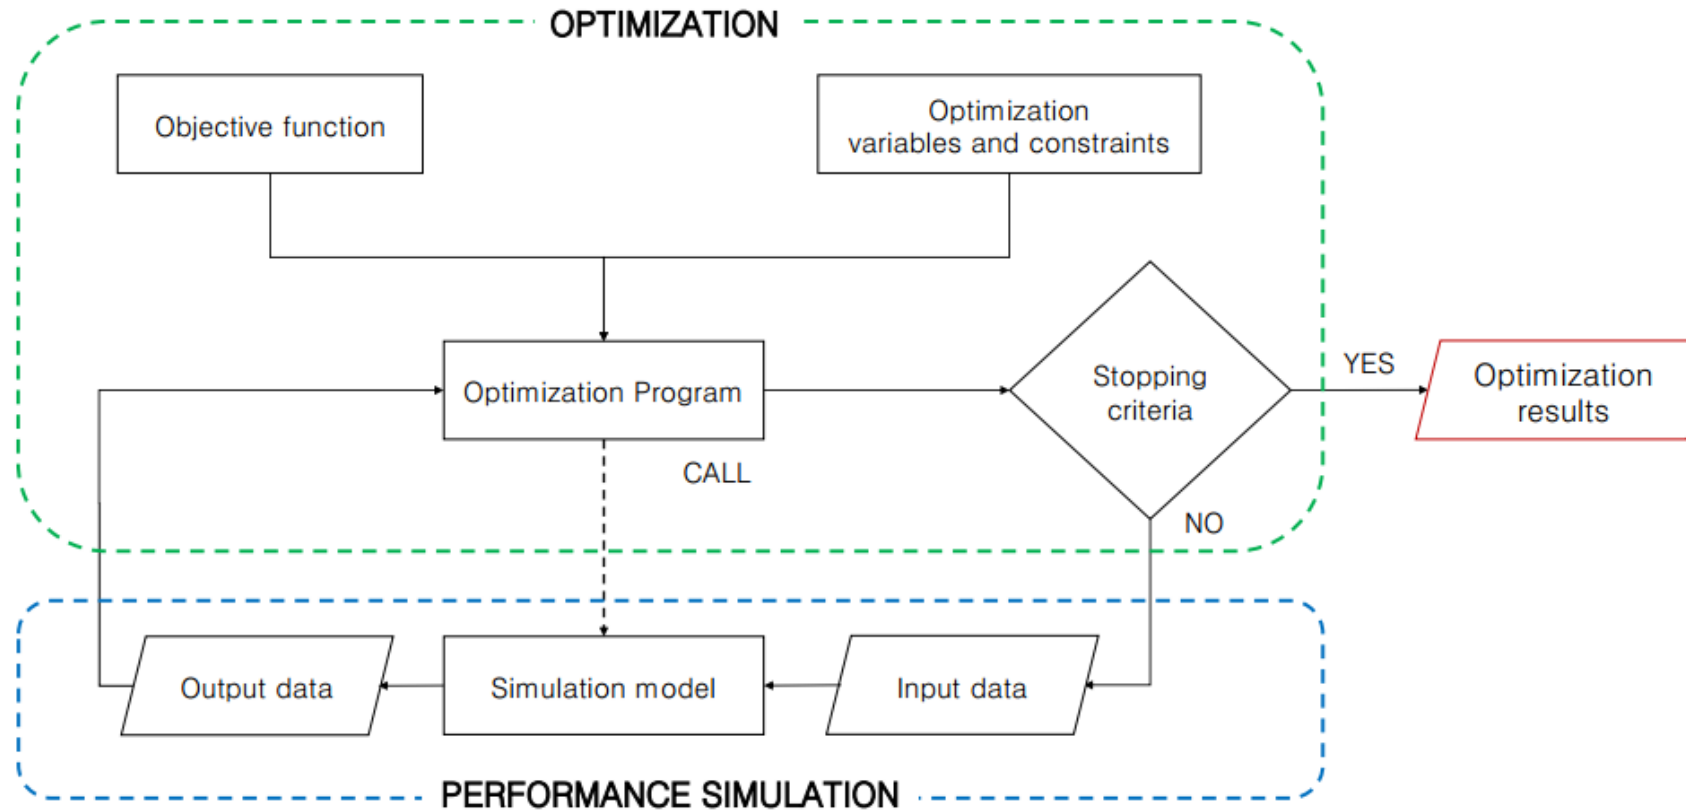 OPTIMIZATION
Objective function
Optimization
variables and constraints
Optimization Program
Stopping
criteria
YES
Optimization
results
CALL
NO
Output data
Simulation model
Input data
PERFORMANCE SIMULATION